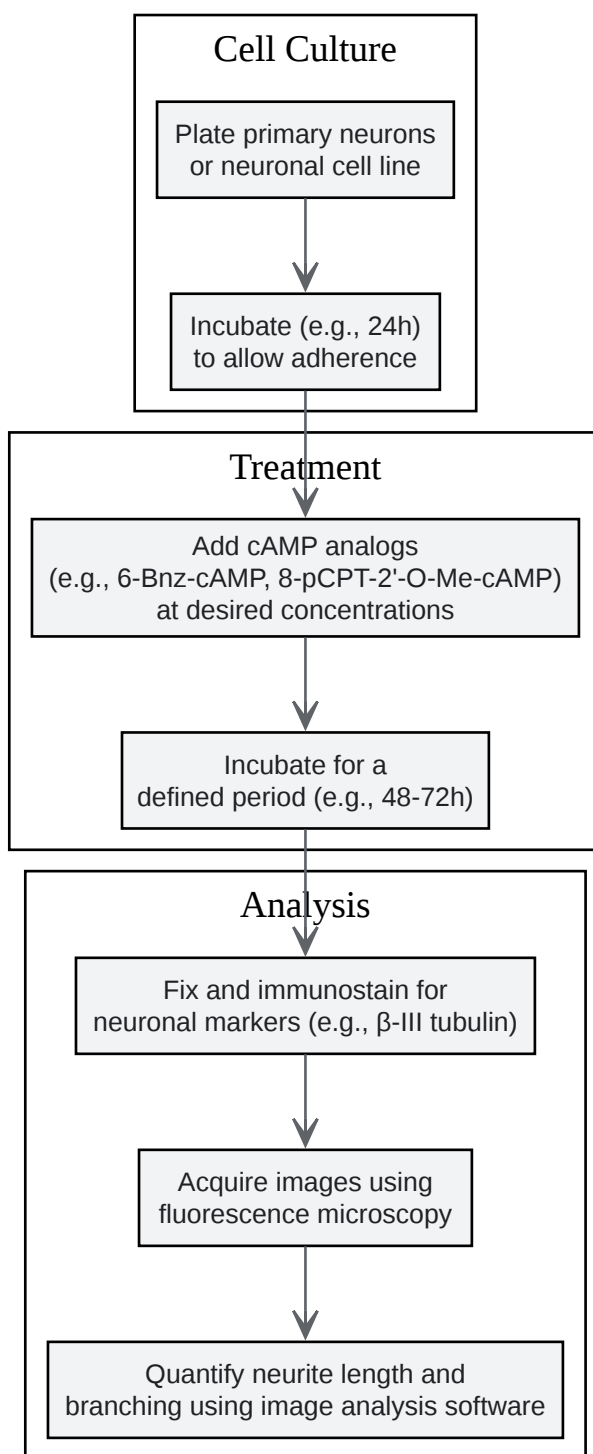 Cell Culture
Plate primary neurons
or neuronal cell line
Incubate (e.g., 24h)
to allow adherence
Treatment
Add cAMP analogs
(e.g., 6-Bnz-cAMP, 8-pCPT-2'-O-Me-cAMP)
at desired concentrations
Incubate for a
defined period (e.g., 48-72h)
Analysis
Fix and immunostain for
neuronal markers (e.g., β-III tubulin)
Acquire images using
fluorescence microscopy
Quantify neurite length and
branching using image analysis software